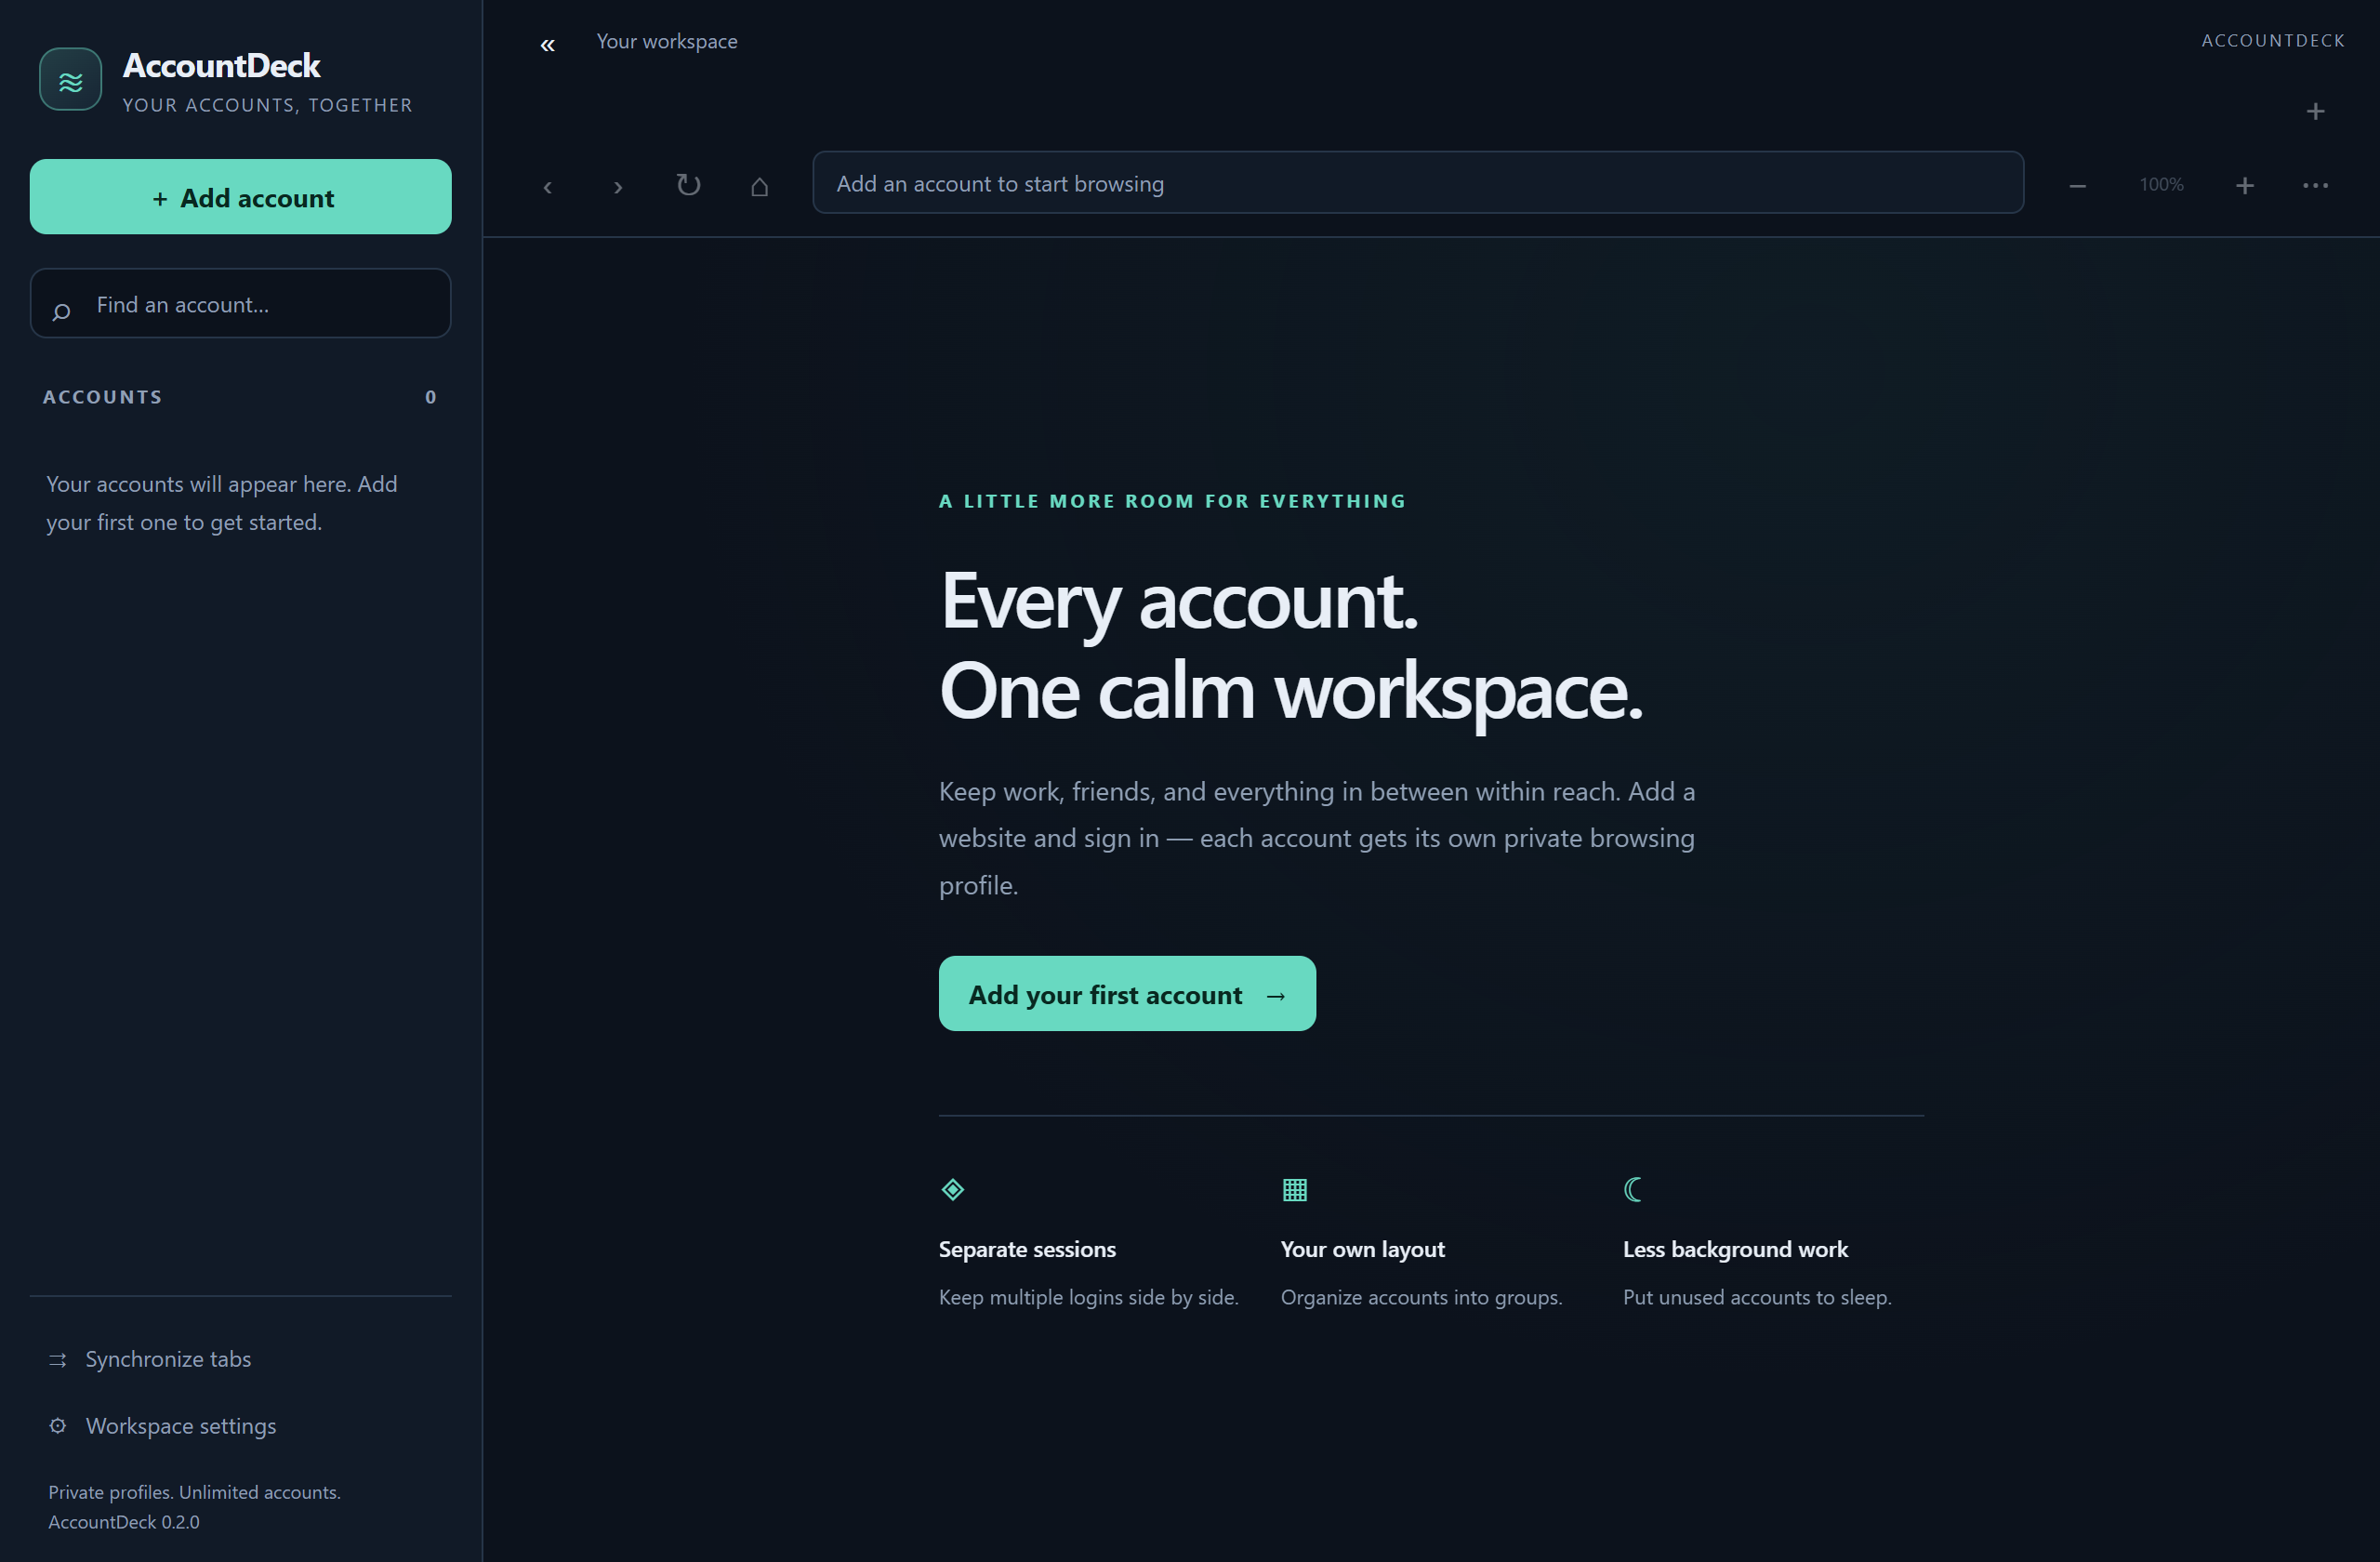 AccountDeck
YOUR ACCOUNTS, TOGETHER
+ Add account
Find an account...
ACCOUNTS 0
Your accounts will appear here. Add
your first one to get started.
Synchronize tabs
Workspace settings
Private profiles. Unlimited accounts.
AccountDeck 0.2.0
« Your workspace
ACCOUNTDECK
+
Add an account to start browsing
− 100% + ···
A LITTLE MORE ROOM FOR EVERYTHING
Every account.
One calm workspace.
Keep work, friends, and everything in between within reach. Add a
website and sign in — each account gets its own private browsing
profile.
Add your first account →
Separate sessions
Keep multiple logins side by side.
Your own layout
Organize accounts into groups.
Less background work
Put unused accounts to sleep.